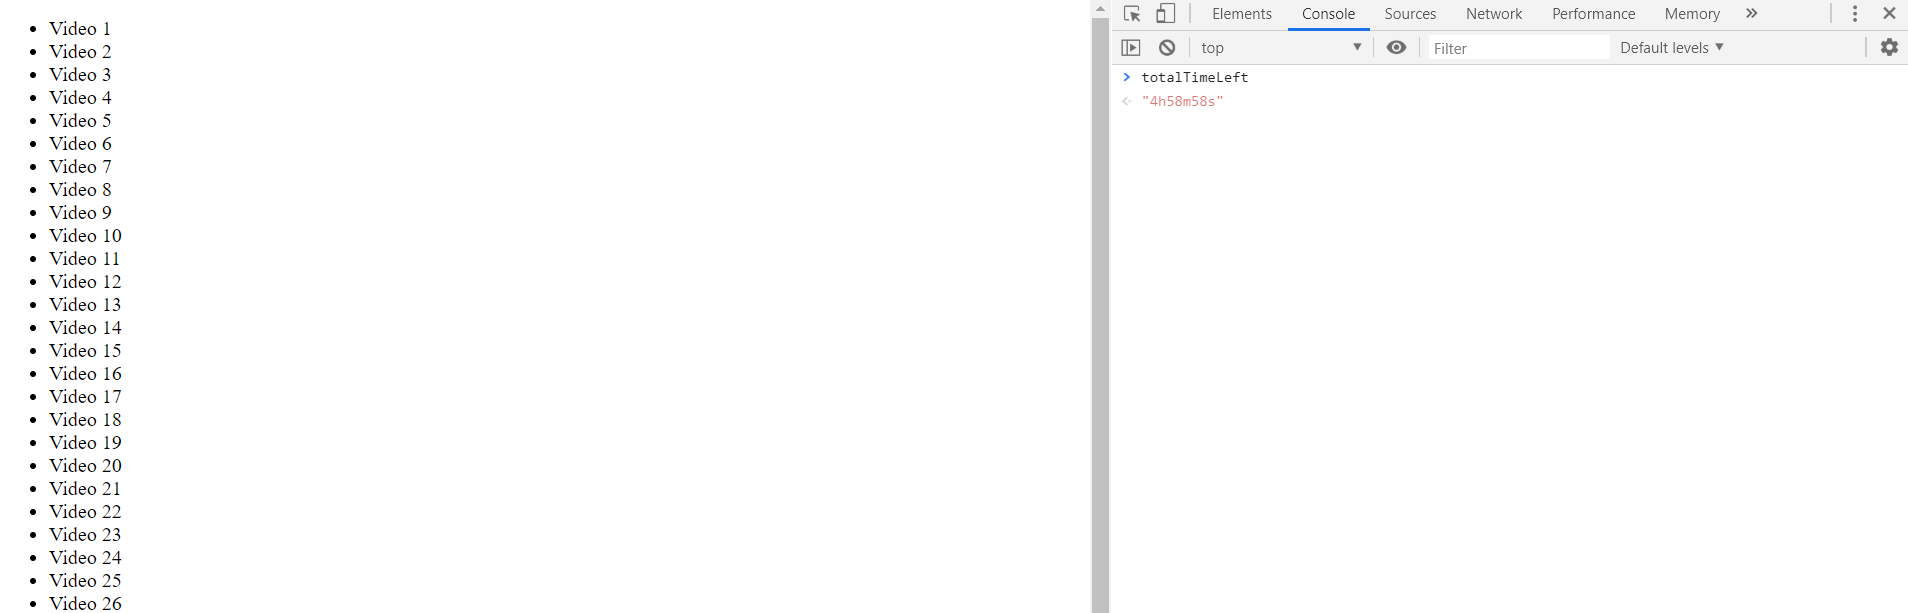 Video 1
Video 2
Video 3
Video 4
Video 5
Video 6
Video 7
Video 8
Video 9
Video 10
Video 11
Video 12
Video 13
Video 14
Video 15
Video 16
Video 17
Video 18
Video 19
Video 20
Video 21
Video 22
Video 23
Video 24
Video 25
Video 26
Elements Console Sources Network Performance Memory
top Filter Default levels
totalTimeLeft
"4h58m58s"